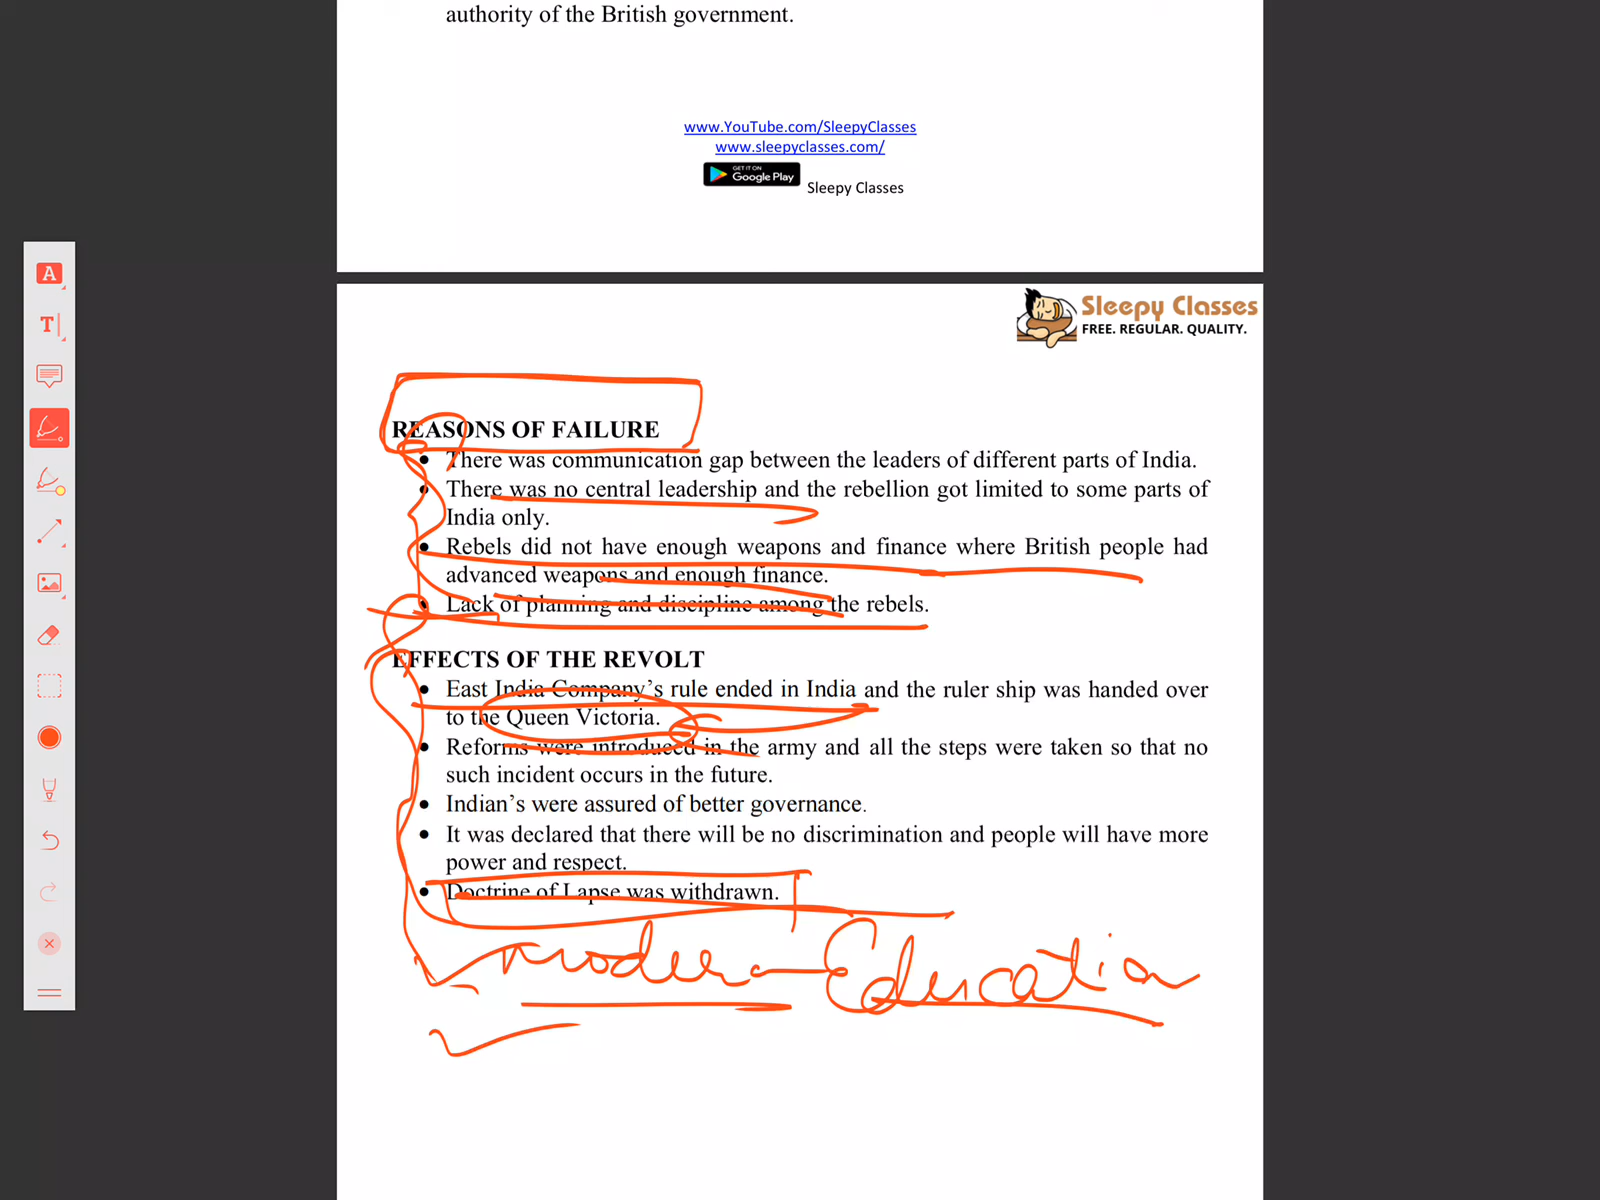 authority of the British government.
www.YouTube.com/SleepyClasses
www.sleepyclasses.com/
GET IT ON
Google Play
Sleepy Classes
Sleepy Classes
FREE. REGULAR. QUALITY.
A
T
REASONS OF FAILURE
• There was communication gap between the leaders of different parts of India.
• There was no central leadership and the rebellion got limited to some parts of
India only.
• Rebels did not have enough weapons and finance where British people had
advanced weapons and enough finance.
• Lack of planning and discipline among the rebels.
EFFECTS OF THE REVOLT
• East India Company's rule ended in India and the ruler ship was handed over
to the Queen Victoria.
• Reforms were introduced in the army and all the steps were taken so that no
such incident occurs in the future.
• Indian's were assured of better governance.
• It was declared that there will be no discrimination and people will have more
power and respect.
• Doctrine of Lapse was withdrawn.
modern Education